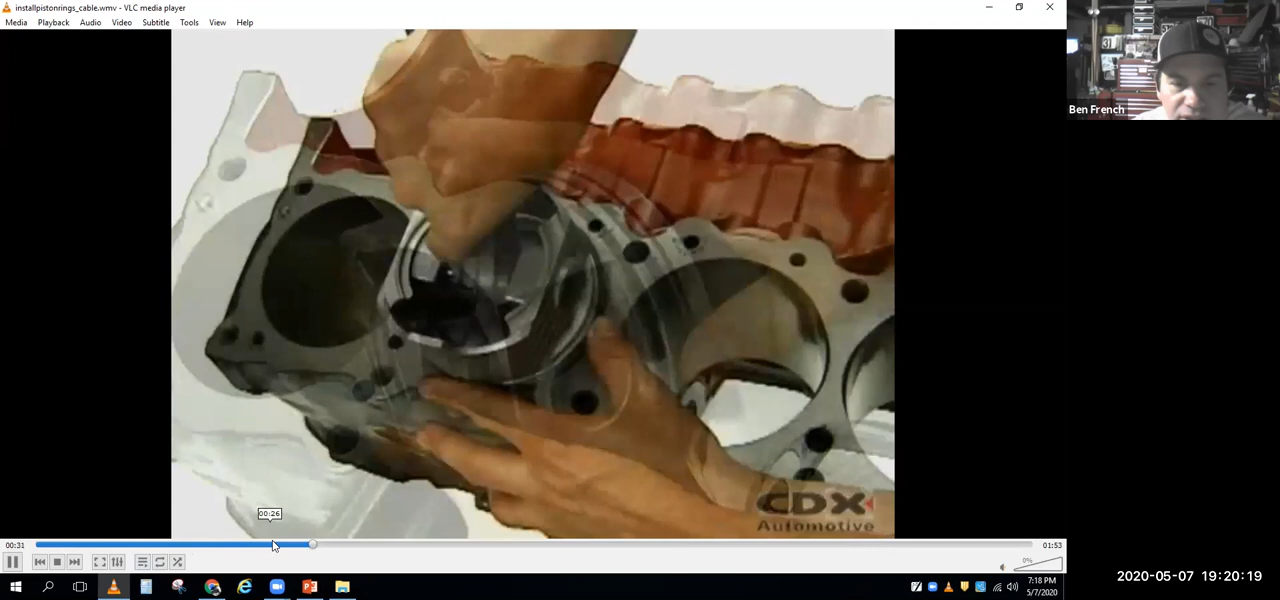 installpistonrings_cable.wmv - VLC media player
Media Playback Audio Video Subtitle Tools View Help
Ben French
CDX
Automotive
00:26
00:31
01:53
0%
7:18 PM
5/7/2020
2020-05-07 19:20:19